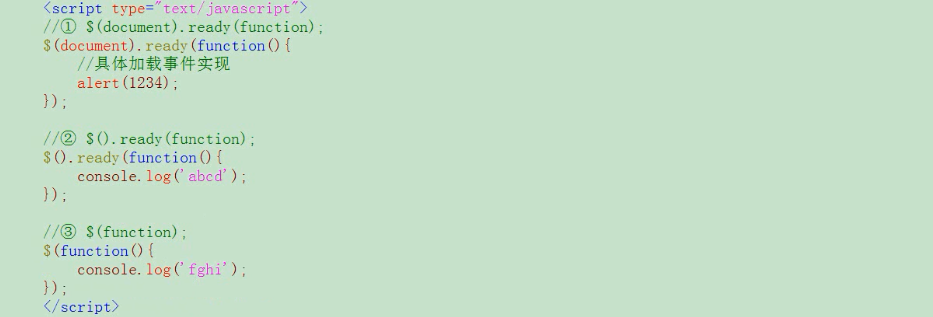 <script type="text/javascript">
//① $(document).ready(function);
$(document).ready(function(){
    //具体加载事件实现
    alert(1234);
});

//② $().ready(function);
$().ready(function(){
    console.log('abcd');
});

//③ $(function);
$(function(){
    console.log('fghi');
});
</script>